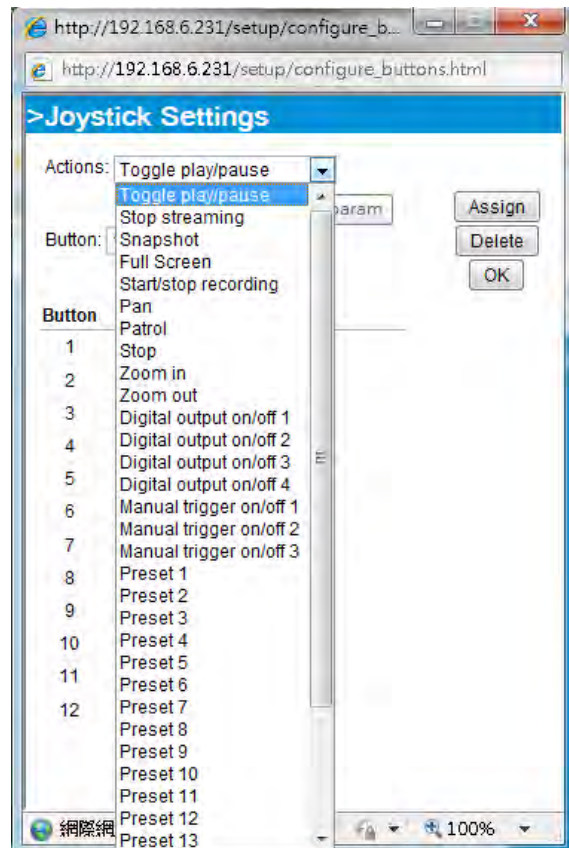 http://192.168.6.231/setup/configure_b...
http://192.168.6.231/setup/configure_buttons.html
>Joystick Settings
Actions: Toggle play/pause
Toggle play/pause
Stop streaming
param
Assign
Button:
Snapshot
Delete
Full Screen
OK
Start/stop recording
Button
Pan
Patrol
1
Stop
2
Zoom in
Zoom out
3
Digital output on/off 1
4
Digital output on/off 2
Digital output on/off 3
5
Digital output on/off 4
6
Manual trigger on/off 1
Manual trigger on/off 2
7
Manual trigger on/off 3
8
Preset 1
Preset 2
9
Preset 3
10
Preset 4
Preset 5
11
Preset 6
12
Preset 7
Preset 8
Preset 9
Preset 10
Preset 11
Preset 12
網際網
100%
Preset 13